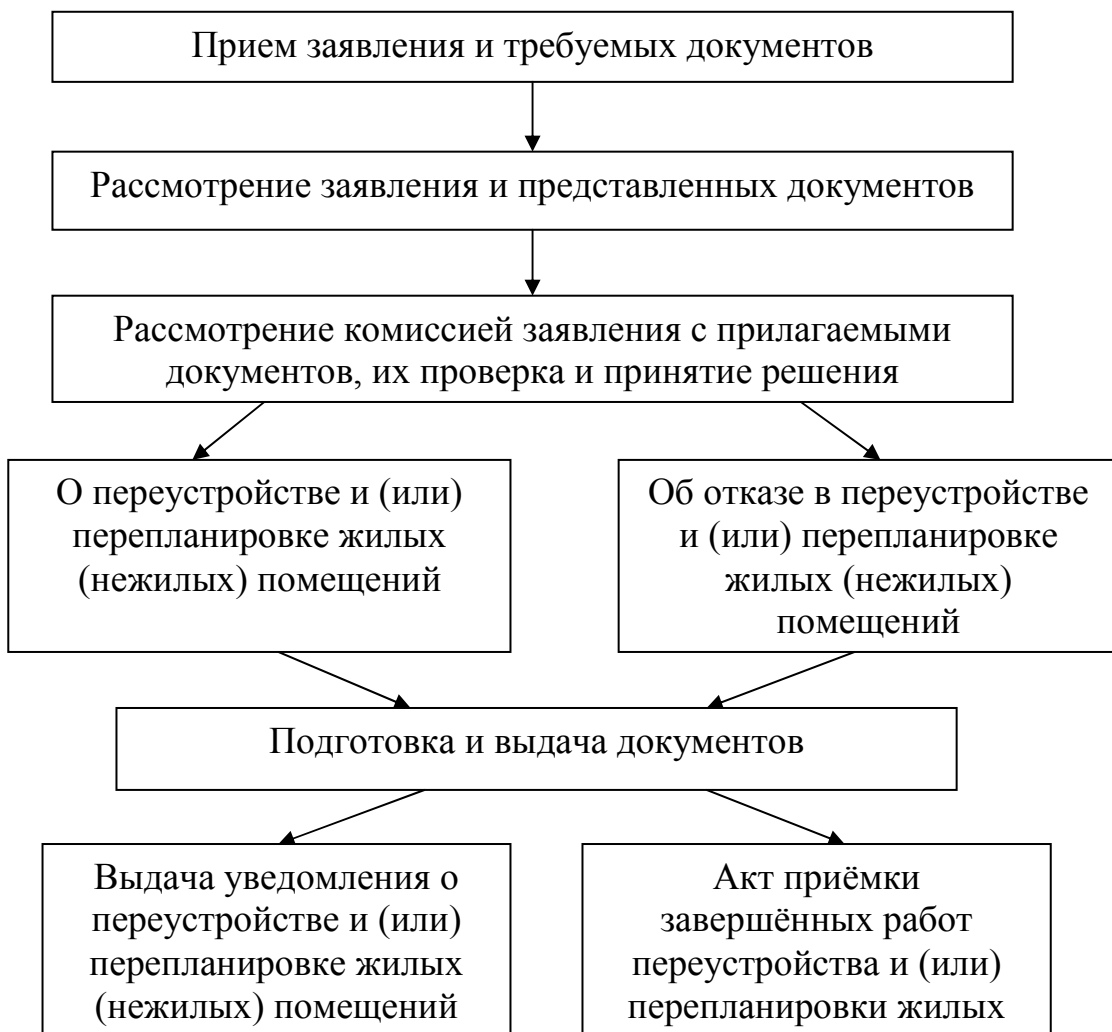 Прием заявления и требуемых документов
Рассмотрение заявления и представленных документов
Рассмотрение комиссией заявления с прилагаемыми
документов, их проверка и принятие решения
О переустройстве и (или)
перепланировке жилых
(нежилых) помещений
Об отказе в переустройстве
и (или) перепланировке
жилых (нежилых)
помещений
Подготовка и выдача документов
Выдача уведомления о
переустройстве и (или)
перепланировке жилых
(нежилых) помещений
Акт приёмки
завершённых работ
переустройства и (или)
перепланировки жилых